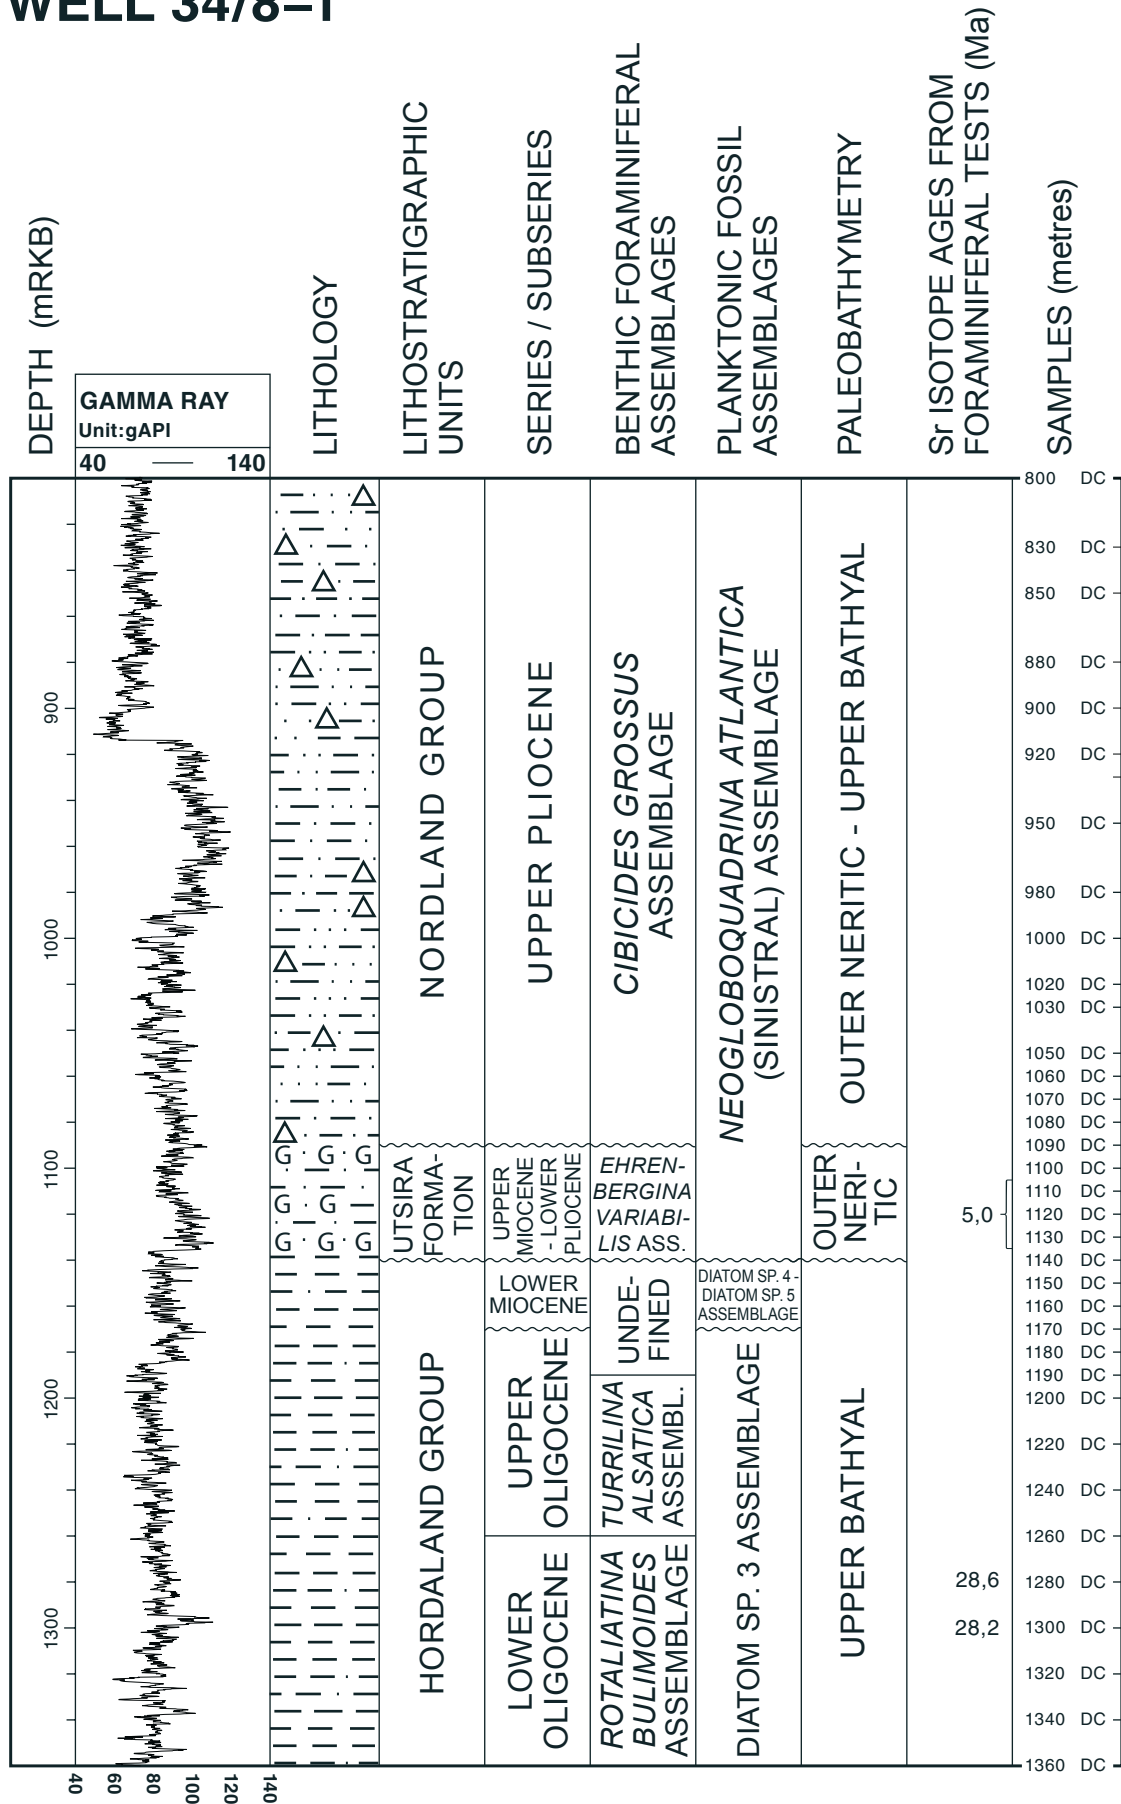 WELL 34/8–1
DEPTH (mRKB)
GAMMA RAY
Unit:gAPI
40
140
LITHOLOGY
LITHOSTRATIGRAPHIC
UNITS
SERIES / SUBSERIES
BENTHIC FORAMINIFERAL
ASSEMBLAGES
PLANKTONIC FOSSIL
ASSEMBLAGES
PALEOBATHYMETRY
Sr ISOTOPE AGES FROM
FORAMINIFERAL TESTS (Ma)
SAMPLES (metres)
900
1000
1100
1200
1300
40
60
80
100
120
140
G G G
G G
G G G
NORDLAND GROUP
UTSIRA
FORMA-
TION
HORDALAND GROUP
UPPER PLIOCENE
UPPER
MIOCENE
- LOWER
PLIOCENE
LOWER
MIOCENE
UPPER
OLIGOCENE
LOWER
OLIGOCENE
CIBICIDES GROSSUS
ASSEMBLAGE
EHREN-
BERGINA
VARIABI-
LIS ASS.
UNDE-
FINED
TURRILINA
ALSATICA
ASSEMBL.
ROTALIATINA
BULIMOIDES
ASSEMBLAGE
NEOGLOBOQUADRINA ATLANTICA
(SINISTRAL) ASSEMBLAGE
DIATOM SP. 4 -
DIATOM SP. 5
ASSEMBLAGE
DIATOM SP. 3 ASSEMBLAGE
OUTER NERITIC - UPPER BATHYAL
OUTER
NERI-
TIC
UPPER BATHYAL
5,0
28,6
28,2
800 DC
830 DC
850 DC
880 DC
900 DC
920 DC
950 DC
980 DC
1000 DC
1020 DC
1030 DC
1050 DC
1060 DC
1070 DC
1080 DC
1090 DC
1100 DC
1110 DC
1120 DC
1130 DC
1140 DC
1150 DC
1160 DC
1170 DC
1180 DC
1190 DC
1200 DC
1220 DC
1240 DC
1260 DC
1280 DC
1300 DC
1320 DC
1340 DC
1360 DC